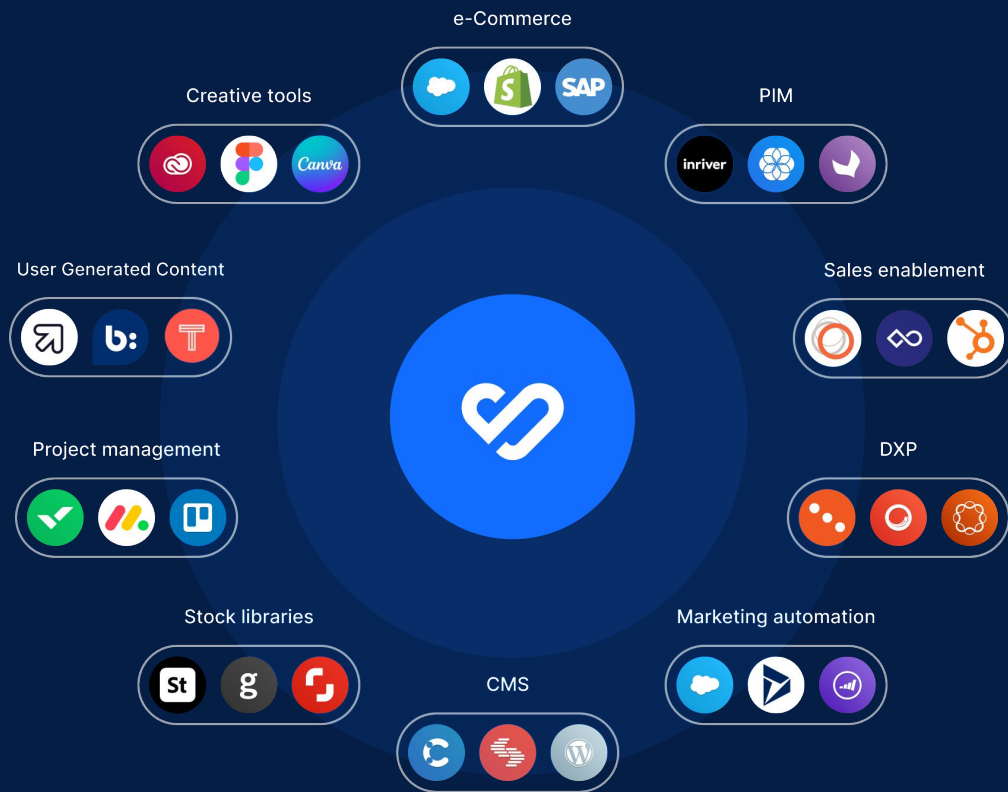 e-Commerce
S
SAP
Creative tools
Canva
PIM
inriver
User Generated Content
b:
T
Sales enablement
Project management
DXP
Stock libraries
St
g
Marketing automation
CMS
C
W